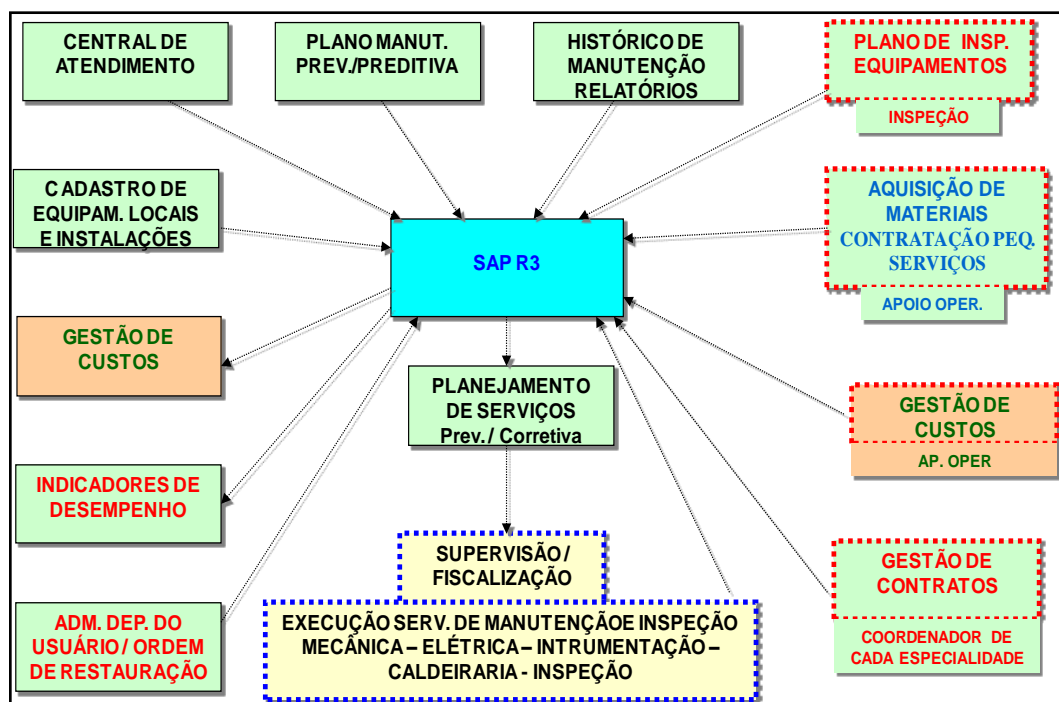 CENTRAL DE
ATENDIMENTO
PLANO MANUT.
PREV./PREDITIVA
HISTÓRICO DE
MANUTENÇÃO
RELATÓRIOS
PLANO DE INSP.
EQUIPAMENTOS
INSPEÇÃO
CADASTRO DE
EQUIPAM. LOCAIS
E INSTALAÇÕES
SAP R3
AQUISIÇÃO DE
MATERIAIS
CONTRATAÇÃO PEQ.
SERVIÇOS
APOIO OPER.
GESTÃO DE
CUSTOS
PLANEJAMENTO
DE SERVIÇOS
Prev./ Corretiva
GESTÃO DE
CUSTOS
AP. OPER
INDICADORES DE
DESEMPENHO
SUPERVISÃO /
FISCALIZAÇÃO
GESTÃO DE
CONTRATOS
COORDENADOR DE
CADA ESPECIALIDADE
ADM. DEP. DO
USUÁRIO / ORDEM
DE RESTAURAÇÃO
EXECUÇÃO SERV. DE MANUTENÇÃOE INSPEÇÃO
MECÂNICA – ELÉTRICA – INTRUMENTAÇÃO –
CALDEIRARIA - INSPEÇÃO